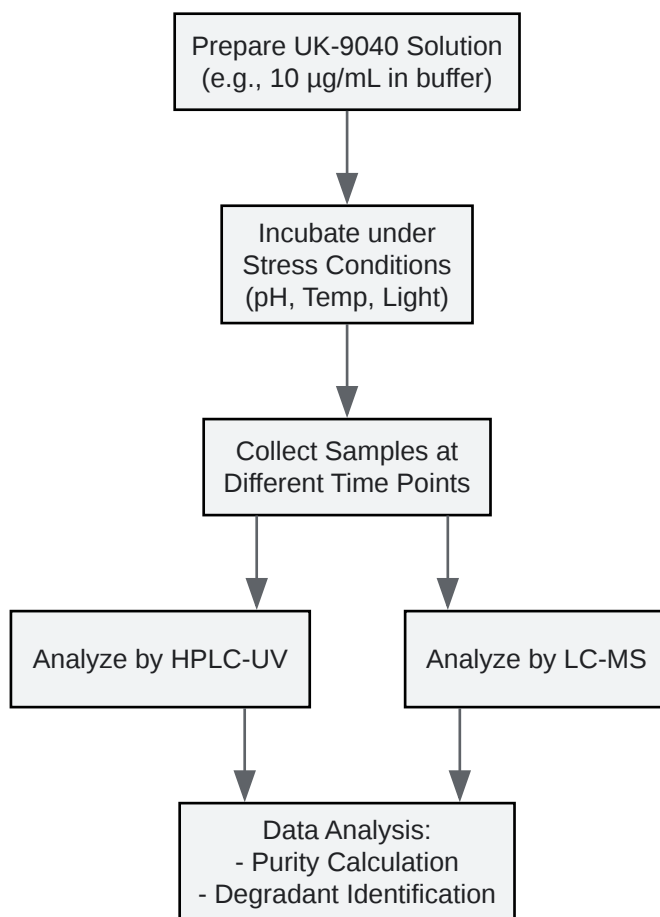 Prepare UK-9040 Solution
(e.g., 10 µg/mL in buffer)
Incubate under
Stress Conditions
(pH, Temp, Light)
Collect Samples at
Different Time Points
Analyze by HPLC-UV
Analyze by LC-MS
Data Analysis:
- Purity Calculation
- Degradant Identification